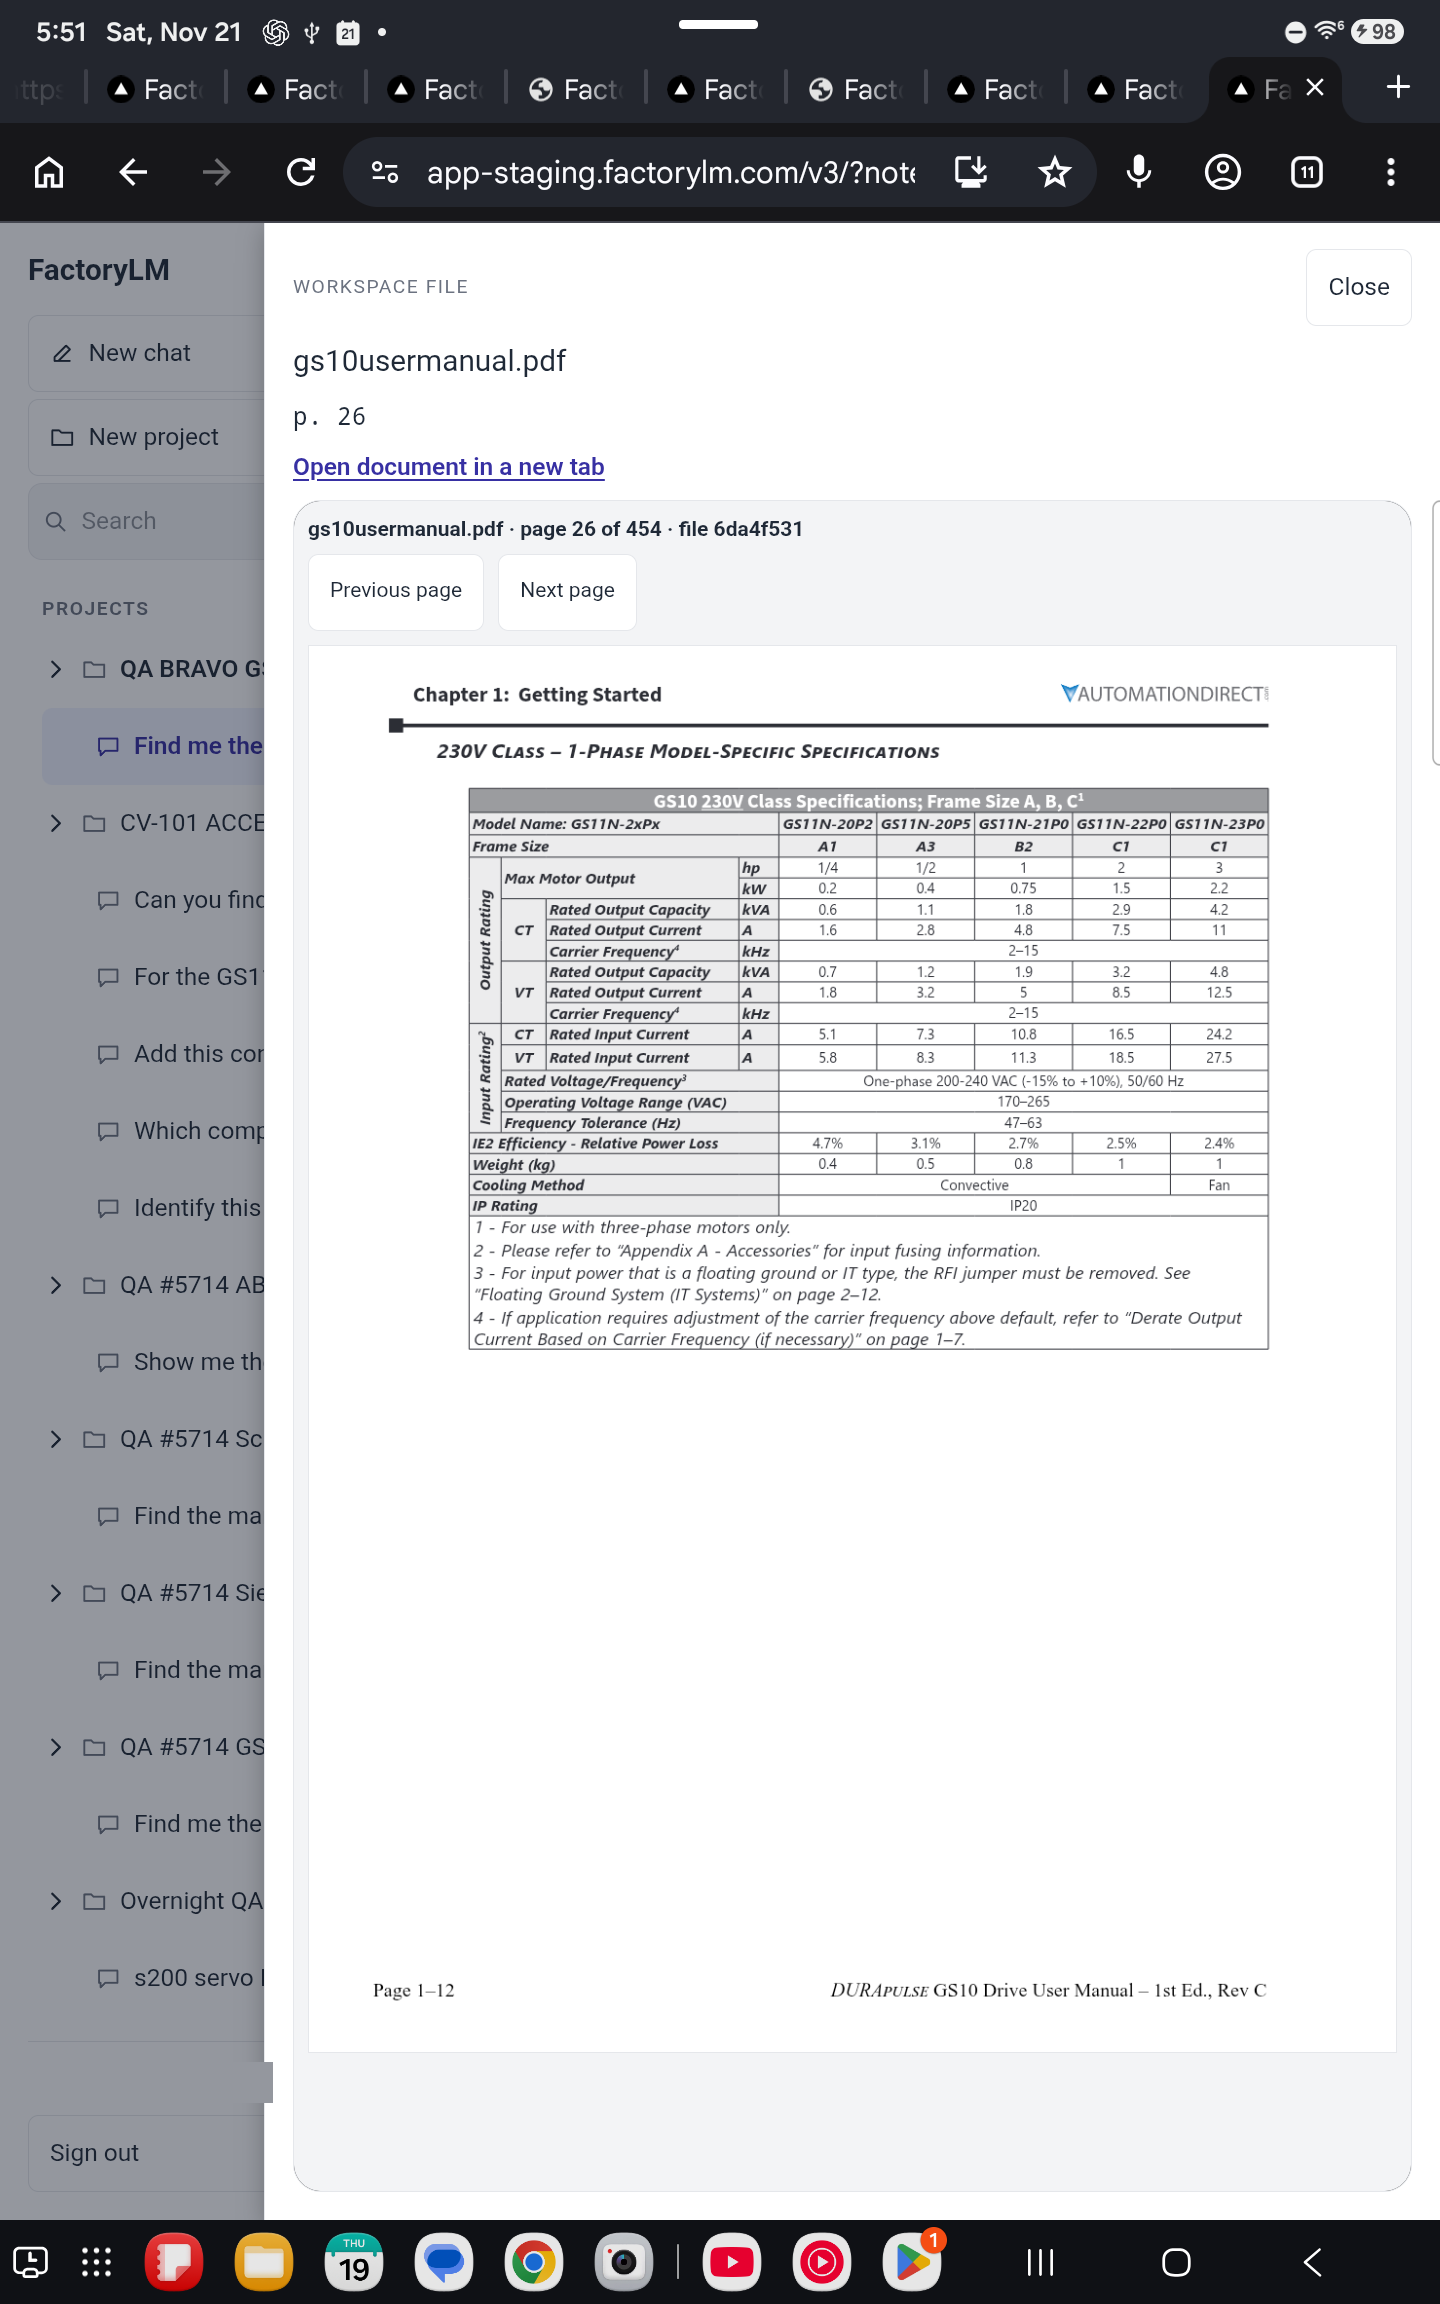 5:51 Sat, Nov 21 21
6 98
Fact Fact Fact Fact Fact Fact Fact Fact Fa
app-staging.factorylm.com/v3/?note
11
FactoryLM
New chat
New project
Search
PROJECTS
QA BRAVO GS
Find me the
CV-101 ACCE
Can you find
For the GS1
Add this cor
Which comp
Identify this
QA #5714 AB
Show me the
QA #5714 Sc
Find the ma
QA #5714 Sie
Find the ma
QA #5714 GS
Find me the
Overnight QA
s200 servo
Sign out
WORKSPACE FILE
Close
gs10usermanual.pdf
p. 26
Open document in a new tab
gs10usermanual.pdf · page 26 of 454 · file 6da4f531
Previous page Next page
Chapter 1: Getting Started
AUTOMATIONDIRECT
230V CLASS – 1-PHASE MODEL-SPECIFIC SPECIFICATIONS
GS10 230V Class Specifications; Frame Size A, B, C1
Model Name: GS11N-2xPx GS11N-20P2 GS11N-20P5 GS11N-21P0 GS11N-22P0 GS11N-23P0
Frame Size A1 A3 B2 C1 C1
Output Rating
Max Motor Output hp 1/4 1/2 1 2 3
kW 0.2 0.4 0.75 1.5 2.2
CT Rated Output Capacity kVA 0.6 1.1 1.8 2.9 4.2
Rated Output Current A 1.6 2.8 4.8 7.5 11
Carrier Frequency4 kHz 2–15
VT Rated Output Capacity kVA 0.7 1.2 1.9 3.2 4.8
Rated Output Current A 1.8 3.2 5 8.5 12.5
Carrier Frequency4 kHz 2–15
Input Rating2
CT Rated Input Current A 5.1 7.3 10.8 16.5 24.2
VT Rated Input Current A 5.8 8.3 11.3 18.5 27.5
Rated Voltage/Frequency3 One-phase 200-240 VAC (-15% to +10%), 50/60 Hz
Operating Voltage Range (VAC) 170–265
Frequency Tolerance (Hz) 47–63
IE2 Efficiency - Relative Power Loss 4.7% 3.1% 2.7% 2.5% 2.4%
Weight (kg) 0.4 0.5 0.8 1 1
Cooling Method Convective Fan
IP Rating IP20
1 - For use with three-phase motors only.
2 - Please refer to "Appendix A - Accessories" for input fusing information.
3 - For input power that is a floating ground or IT type, the RFI jumper must be removed. See
"Floating Ground System (IT Systems)" on page 2–12.
4 - If application requires adjustment of the carrier frequency above default, refer to "Derate Output
Current Based on Carrier Frequency (if necessary)" on page 1–7.
Page 1–12
DURAPULSE GS10 Drive User Manual – 1st Ed., Rev C
THU
19
1